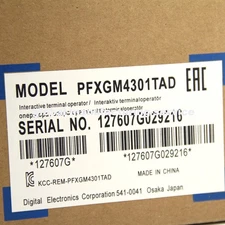 MODEL PFXGM4301TAD EAC
Interactive terminal operator / Interaktiv terminaloperatör
SERIAL NO. 127607G029216
*127607G* *127607G029216*
KCC-REM-PFXGM4301TAD MADE IN CHINA
Digital Electronics Corporation 541-0041 Osaka Japan